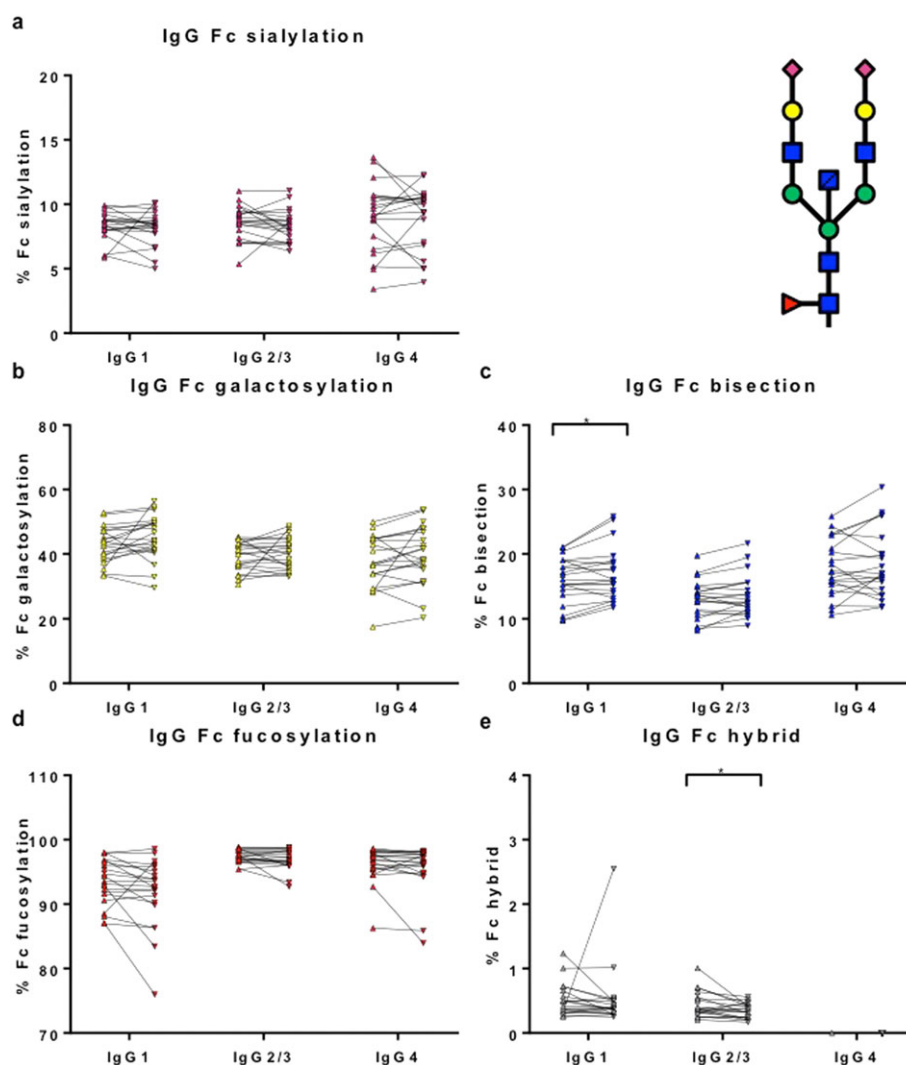 a
IgG Fc sialylation
% Fc sialylation
20
15
10
5
0
IgG 1
IgG 2/3
IgG 4
b
IgG Fc galactosylation
% Fc galactosylation
80
60
40
20
0
IgG 1
IgG 2/3
IgG 4
c
IgG Fc bisection
% Fc bisection
40
30
20
10
0
*
IgG 1
IgG 2/3
IgG 4
d
IgG Fc fucosylation
% Fc fucosylation
110
100
90
80
70
IgG 1
IgG 2/3
IgG 4
e
IgG Fc hybrid
% Fc hybrid
4
3
2
1
0
*
IgG 1
IgG 2/3
IgG 4